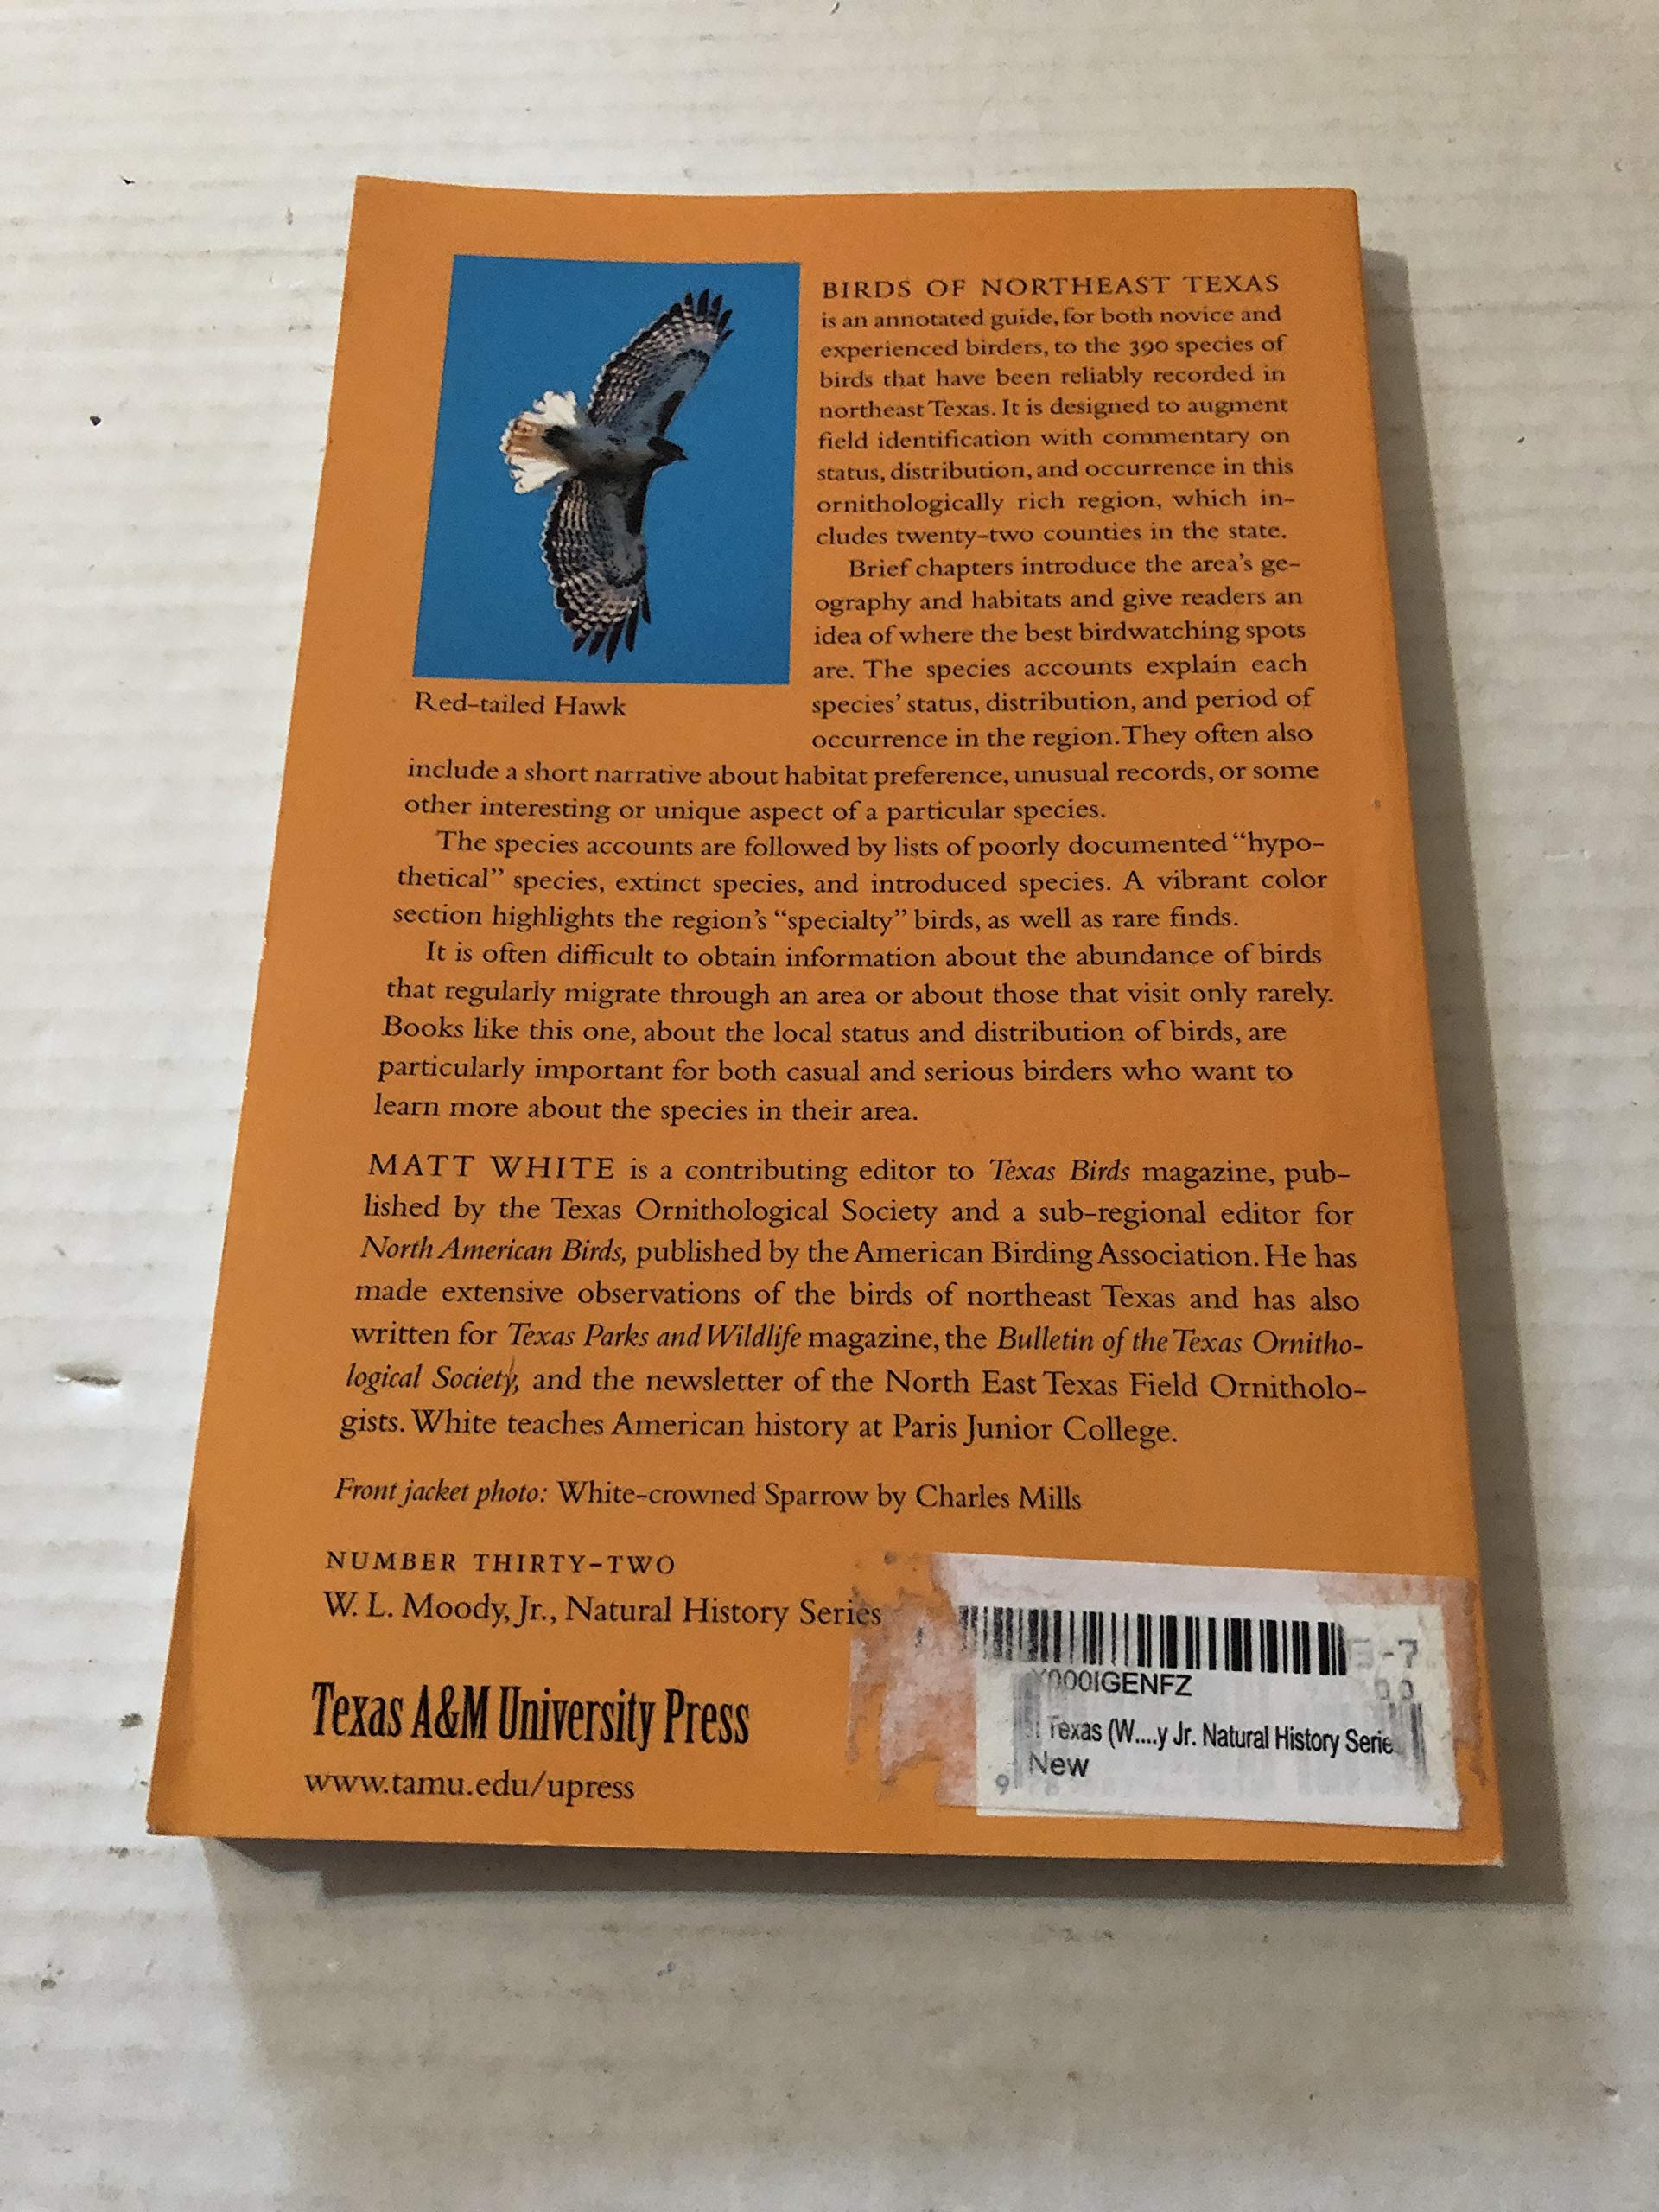 BIRDS OF NORTHEAST TEXAS
is an annotated guide, for both novice and
experienced birders, to the 390 species of
birds that have been reliably recorded in
northeast Texas. It is designed to augment
field identification with commentary on
status, distribution, and occurrence in this
ornithologically rich region, which in-
cludes twenty-two counties in the state.
Brief chapters introduce the area's ge-
ography and habitats and give readers an
idea of where the best birdwatching spots
are. The species accounts explain each
species' status, distribution, and period of
occurrence in the region. They often also
Red-tailed Hawk
include a short narrative about habitat preference, unusual records, or some
other interesting or unique aspect of a particular species.
The species accounts are followed by lists of poorly documented "hypo-
thetical" species, extinct species, and introduced species. A vibrant color
section highlights the region's "specialty" birds, as well as rare finds.
It is often difficult to obtain information about the abundance of birds
that regularly migrate through an area or about those that visit only rarely.
Books like this one, about the local status and distribution of birds, are
particularly important for both casual and serious birders who want to
learn more about the species in their area.
MATT WHITE is a contributing editor to Texas Birds magazine, pub-
lished by the Texas Ornithological Society and a sub-regional editor for
North American Birds, published by the American Birding Association. He has
made extensive observations of the birds of northeast Texas and has also
written for Texas Parks and Wildlife magazine, the Bulletin of the Texas Ornitho-
logical Society, and the newsletter of the North East Texas Field Ornitholo-
gists. White teaches American history at Paris Junior College.
Front jacket photo: White-crowned Sparrow by Charles Mills
NUMBER THIRTY-TWO
W. L. Moody, Jr., Natural History Series
Texas A&M University Press
www.tamu.edu/upress
-7
X000IGENFZ
Texas (W....y Jr. Natural History Serie
New
9